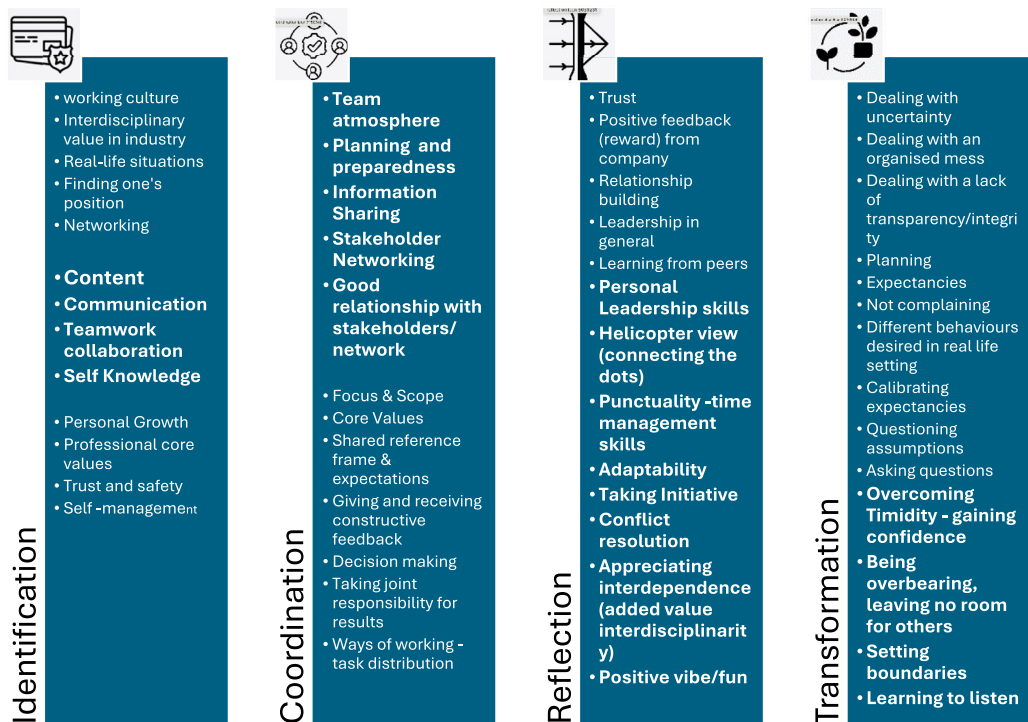 Identification
• working culture
• Interdisciplinary
value in industry
• Real-life situations
• Finding one's
position
• Networking
• Content
• Communication
• Teamwork
collaboration
• Self Knowledge
• Personal Growth
• Professional core
values
• Trust and safety
• Self -management
Coordination
• Team
atmosphere
• Planning and
preparedness
• Information
Sharing
• Stakeholder
Networking
• Good
relationship with
stakeholders/
network
• Focus & Scope
• Core Values
• Shared reference
frame &
expectations
• Giving and receiving
constructive
feedback
• Decision making
• Taking joint
responsibility for
results
• Ways of working -
task distribution
Reflection
• Trust
• Positive feedback
(reward) from
company
• Relationship
building
• Leadership in
general
• Learning from peers
• Personal
Leadership skills
• Helicopter view
(connecting the
dots)
• Punctuality -time
management
skills
• Adaptability
• Taking Initiative
• Conflict
resolution
• Appreciating
interdependence
(added value
interdisciplinarit
y)
• Positive vibe/fun
Transformation
• Dealing with
uncertainty
• Dealing with an
organised mess
• Dealing with a lack
of
transparency/integri
ty
• Planning
• Expectancies
• Not complaining
• Different behaviours
desired in real life
setting
• Calibrating
expectancies
• Questioning
assumptions
• Asking questions
• Overcoming
Timidity - gaining
confidence
• Being
overbearing,
leaving no room
for others
• Setting
boundaries
• Learning to listen